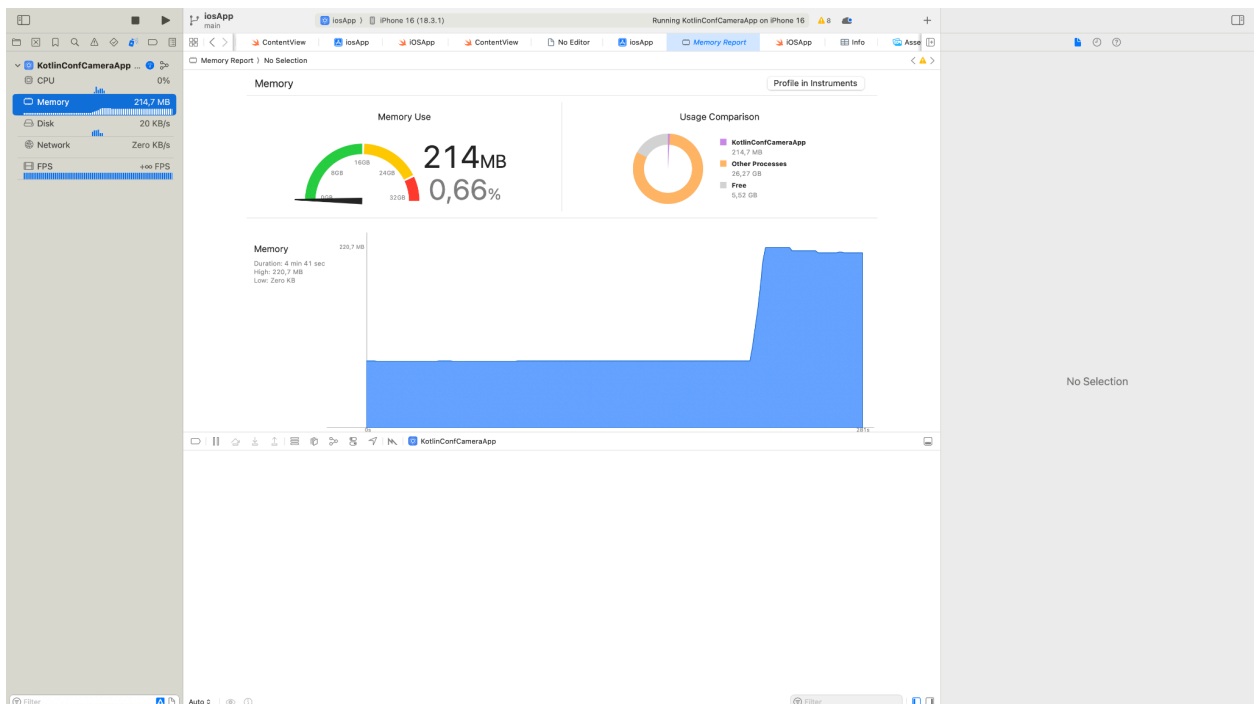 iosApp
main
iosApp
iPhone 16 (18.3.1)
Running KotlinConfCameraApp on iPhone 16
8
ContentView
iosApp
iOSApp
ContentView
No Editor
iosApp
Memory Report
iOSApp
Info
Asse
KotlinConfCameraApp ...
CPU 0%
Memory 214,7 MB
Disk 20 KB/s
Network Zero KB/s
FPS +∞ FPS
Memory Report
No Selection
Memory
Profile in Instruments
Memory Use
0GB
8GB
16GB
24GB
32GB
214MB
0,66%
Usage Comparison
KotlinConfCameraApp
214,7 MB
Other Processes
26,27 GB
Free
5,52 GB
Memory
Duration: 4 min 41 sec
High: 220,7 MB
Low: Zero KB
220,7 MB
0s
281s
KotlinConfCameraApp
No Selection
Filter
Auto
Filter